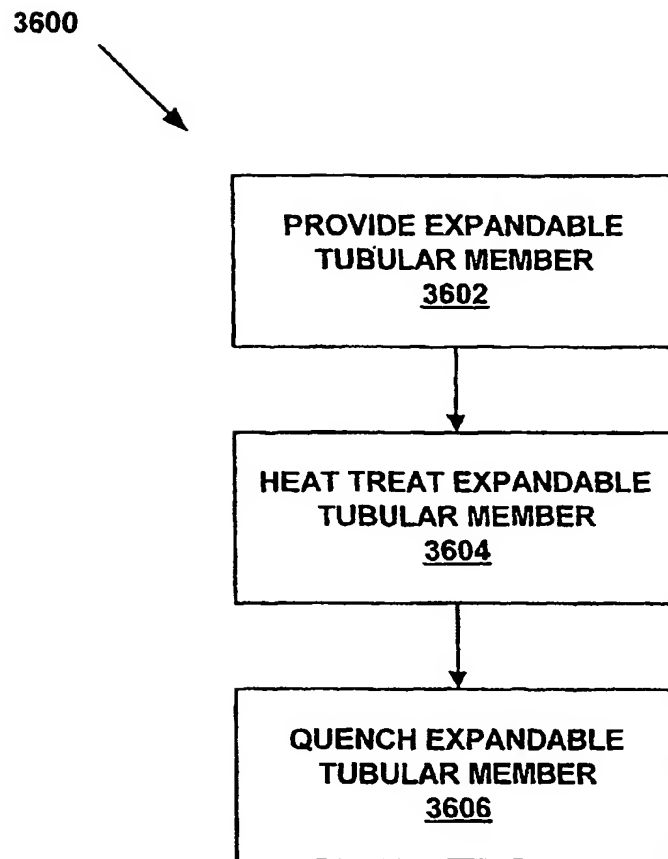 3600
PROVIDE EXPANDABLE
TUBULAR MEMBER
3602
HEAT TREAT EXPANDABLE
TUBULAR MEMBER
3604
QUENCH EXPANDABLE
TUBULAR MEMBER
3606